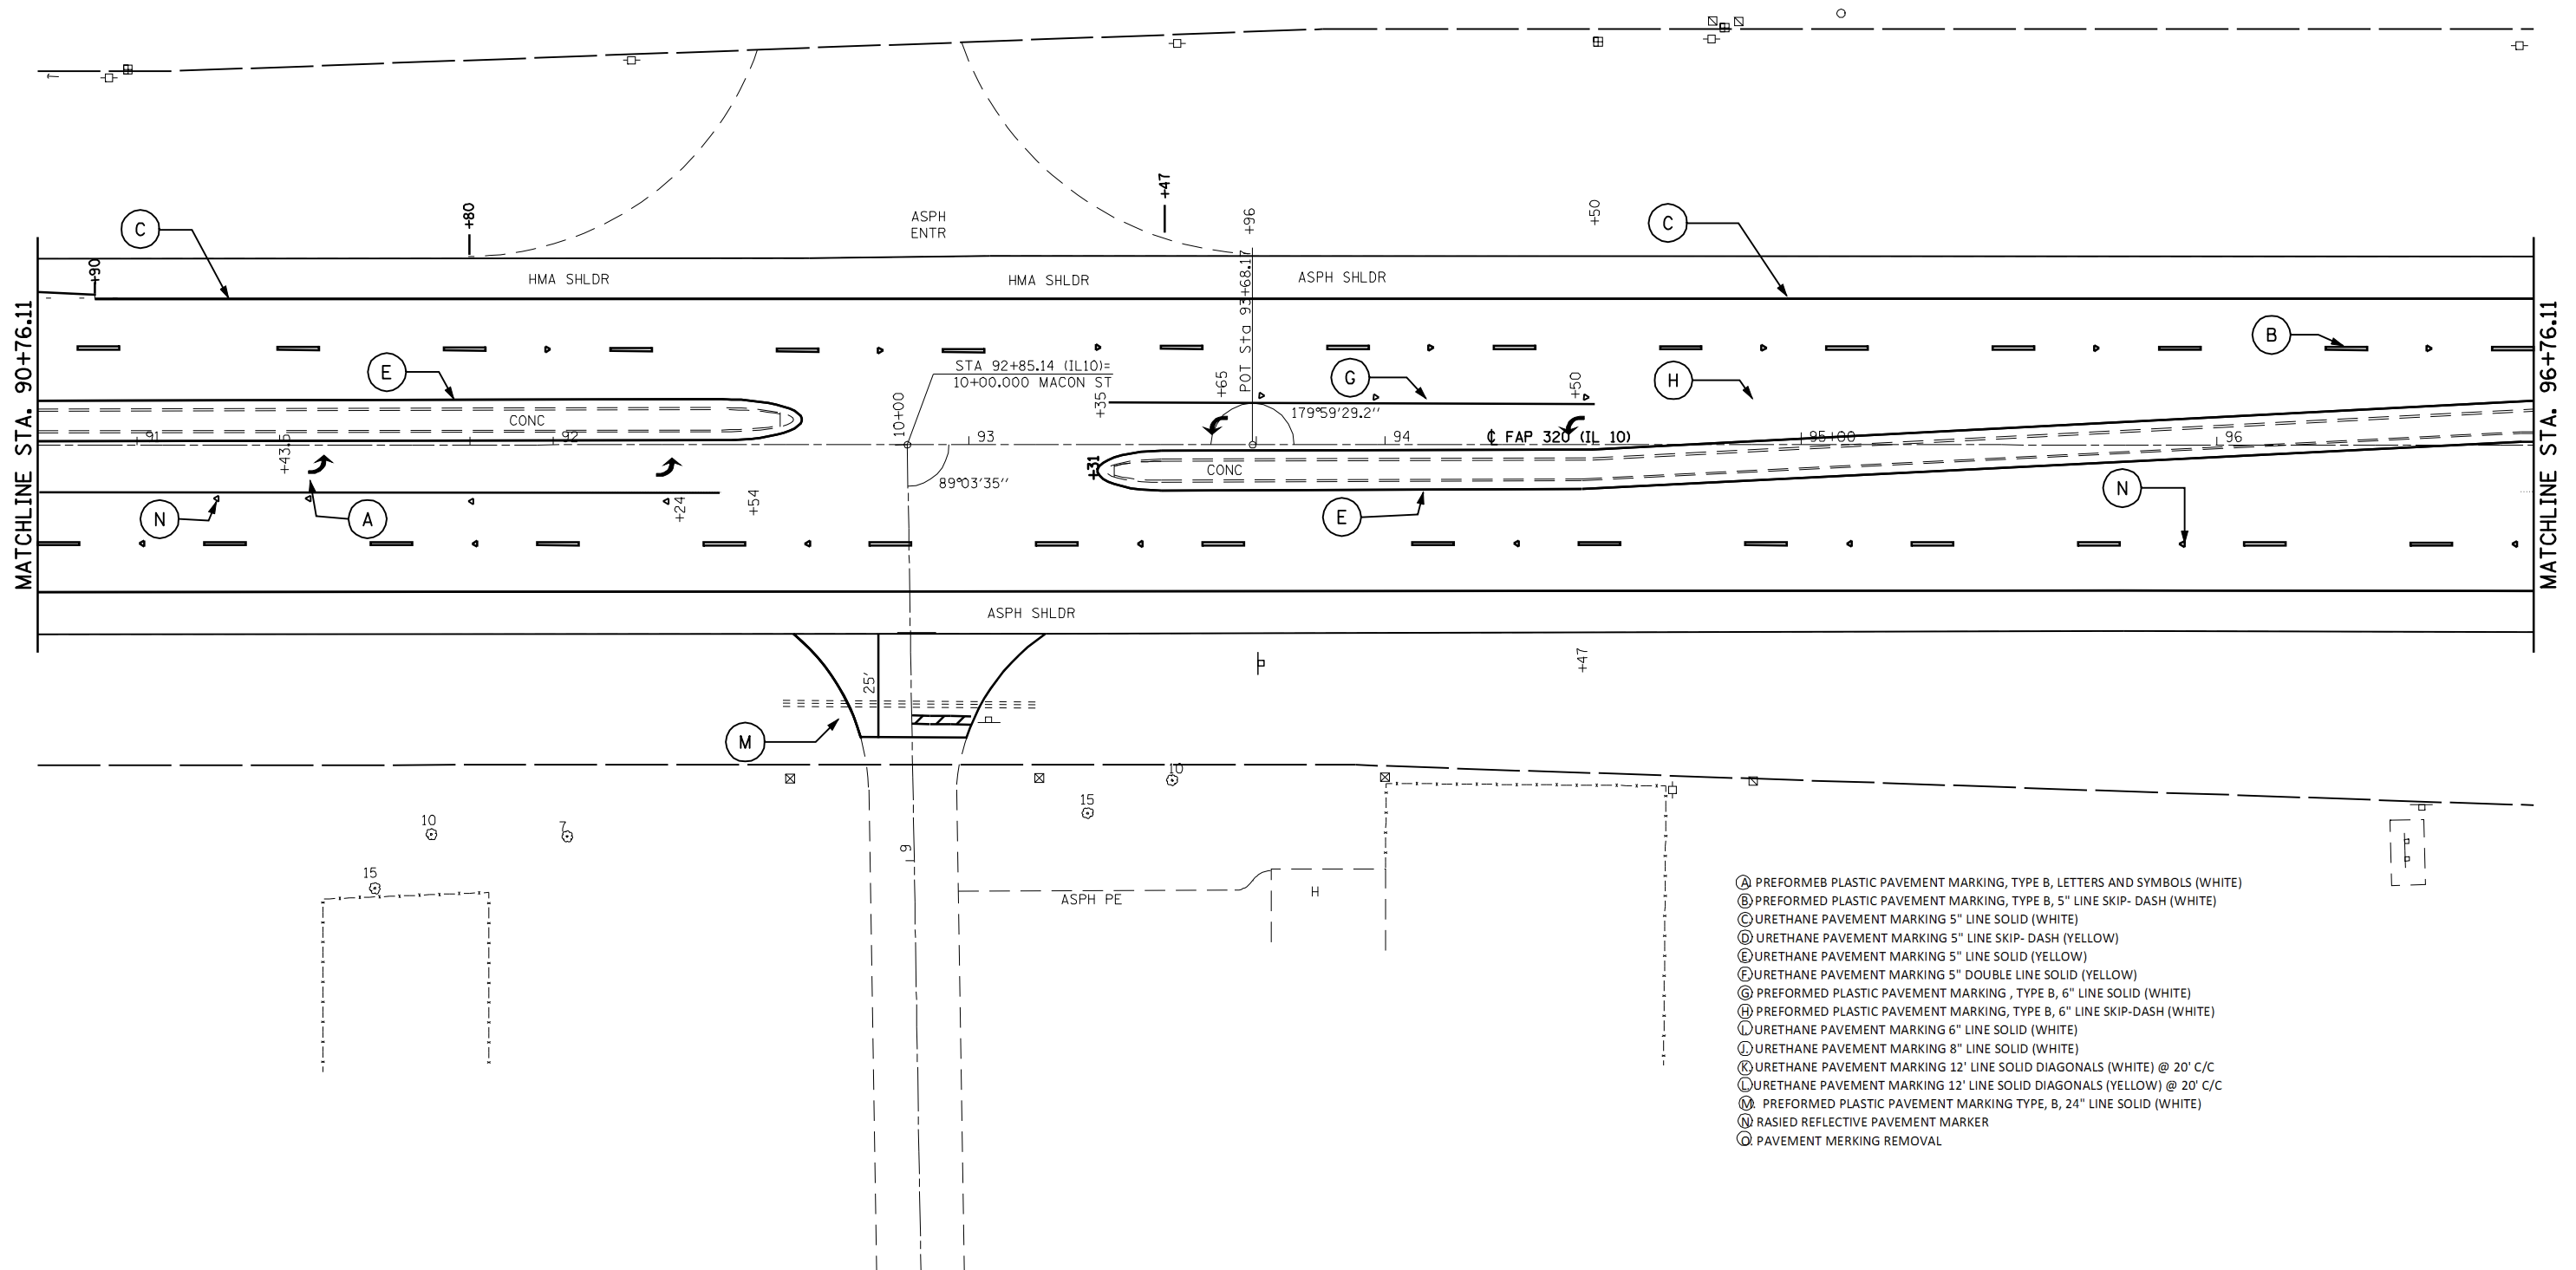 C
+80
+47
+96
+50
C
ASPH
ENTR
+90
HMA SHLDR
HMA SHLDR
ASPH SHLDR
POT Sta 93+68.17
MATCHLINE STA. 90+76.11
MATCHLINE STA. 96+76.11
B
E
STA 92+85.14 (IL10)=
10+00.000 MACON ST
+65
G
+50
H
CONC
10+00
+35
179°59'29.2''
91
+43.5
92
93
94
℄ FAP 320 (IL 10)
95+00
96
+31
CONC
89°03'35''
N
A
+24
+54
E
N
ASPH SHLDR
+47
25'
M
10
15
10
7
15
9
ASPH PE
H
A. PREFORMEB PLASTIC PAVEMENT MARKING, TYPE B, LETTERS AND SYMBOLS (WHITE)
B. PREFORMED PLASTIC PAVEMENT MARKING, TYPE B, 5" LINE SKIP- DASH (WHITE)
C. URETHANE PAVEMENT MARKING 5" LINE SOLID (WHITE)
D. URETHANE PAVEMENT MARKING 5" LINE SKIP- DASH (YELLOW)
E. URETHANE PAVEMENT MARKING 5" LINE SOLID (YELLOW)
F. URETHANE PAVEMENT MARKING 5" DOUBLE LINE SOLID (YELLOW)
G. PREFORMED PLASTIC PAVEMENT MARKING , TYPE B, 6" LINE SOLID (WHITE)
H. PREFORMED PLASTIC PAVEMENT MARKING, TYPE B, 6" LINE SKIP-DASH (WHITE)
I. URETHANE PAVEMENT MARKING 6" LINE SOLID (WHITE)
J. URETHANE PAVEMENT MARKING 8" LINE SOLID (WHITE)
K. URETHANE PAVEMENT MARKING 12' LINE SOLID DIAGONALS (WHITE) @ 20' C/C
L. URETHANE PAVEMENT MARKING 12' LINE SOLID DIAGONALS (YELLOW) @ 20' C/C
M. PREFORMED PLASTIC PAVEMENT MARKING TYPE, B, 24" LINE SOLID (WHITE)
N. RASIED REFLECTIVE PAVEMENT MARKER
O. PAVEMENT MERKING REMOVAL